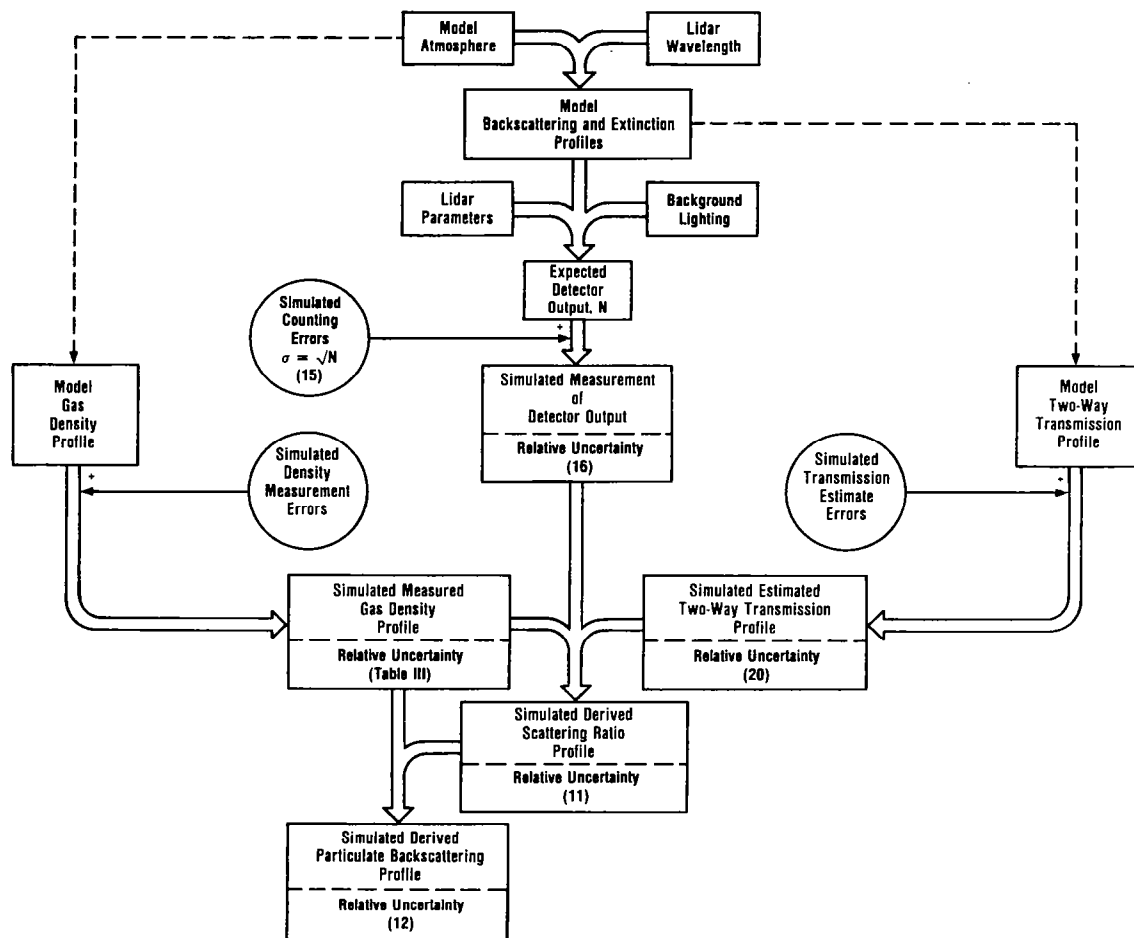 Model
Atmosphere
Lidar
Wavelength
Model
Backscattering and Extinction
Profiles
Lidar
Parameters
Background
Lighting
Expected
Detector
Output, N
Simulated
Counting
Errors
σ = √N
(15)
+
Model
Gas
Density
Profile
Simulated Measurement
of
Detector Output
Relative Uncertainty
(16)
Model
Two-Way
Transmission
Profile
Simulated
Density
Measurement
Errors
+
Simulated
Transmission
Estimate
Errors
+
Simulated Measured
Gas Density
Profile
Relative Uncertainty
(Table III)
Simulated Estimated
Two-Way Transmission
Profile
Relative Uncertainty
(20)
Simulated Derived
Scattering Ratio
Profile
Relative Uncertainty
(11)
Simulated Derived
Particulate Backscattering
Profile
Relative Uncertainty
(12)